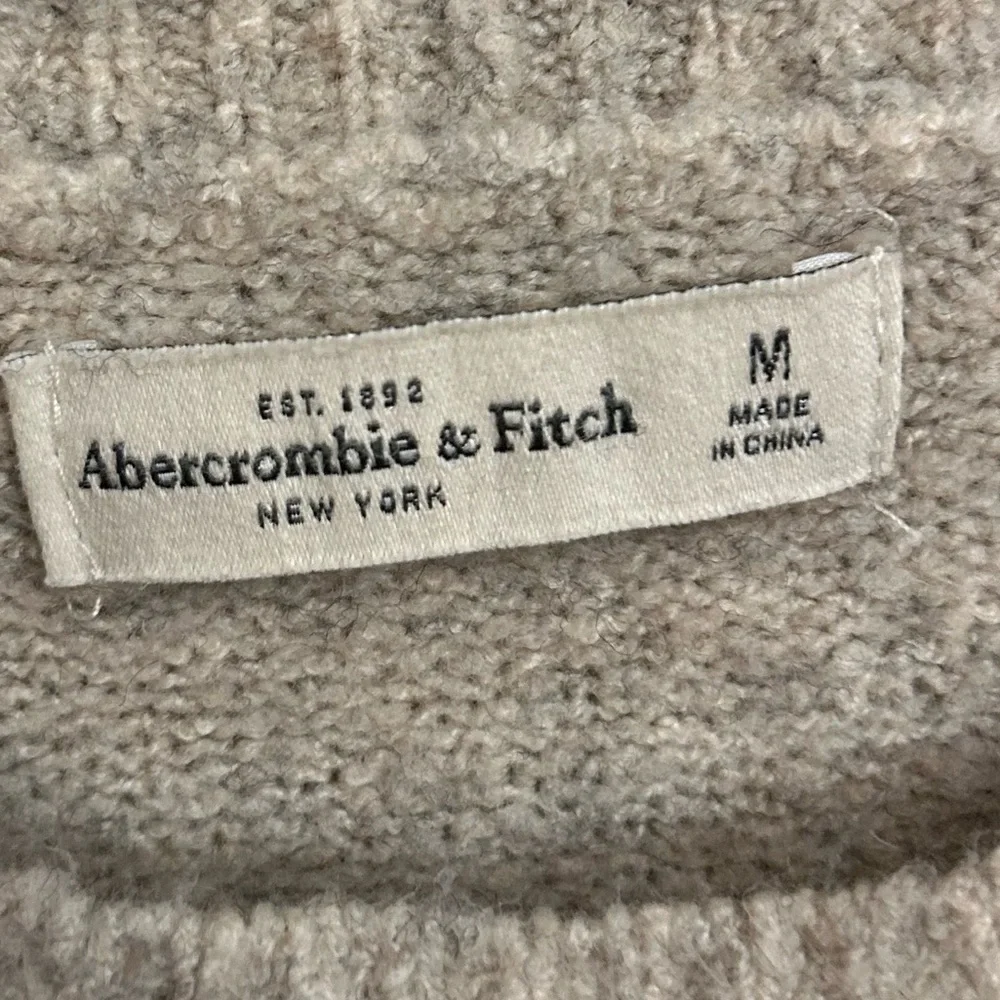 EST. 1892
Abercrombie & Fitch
NEW YORK
M
MADE
IN CHINA